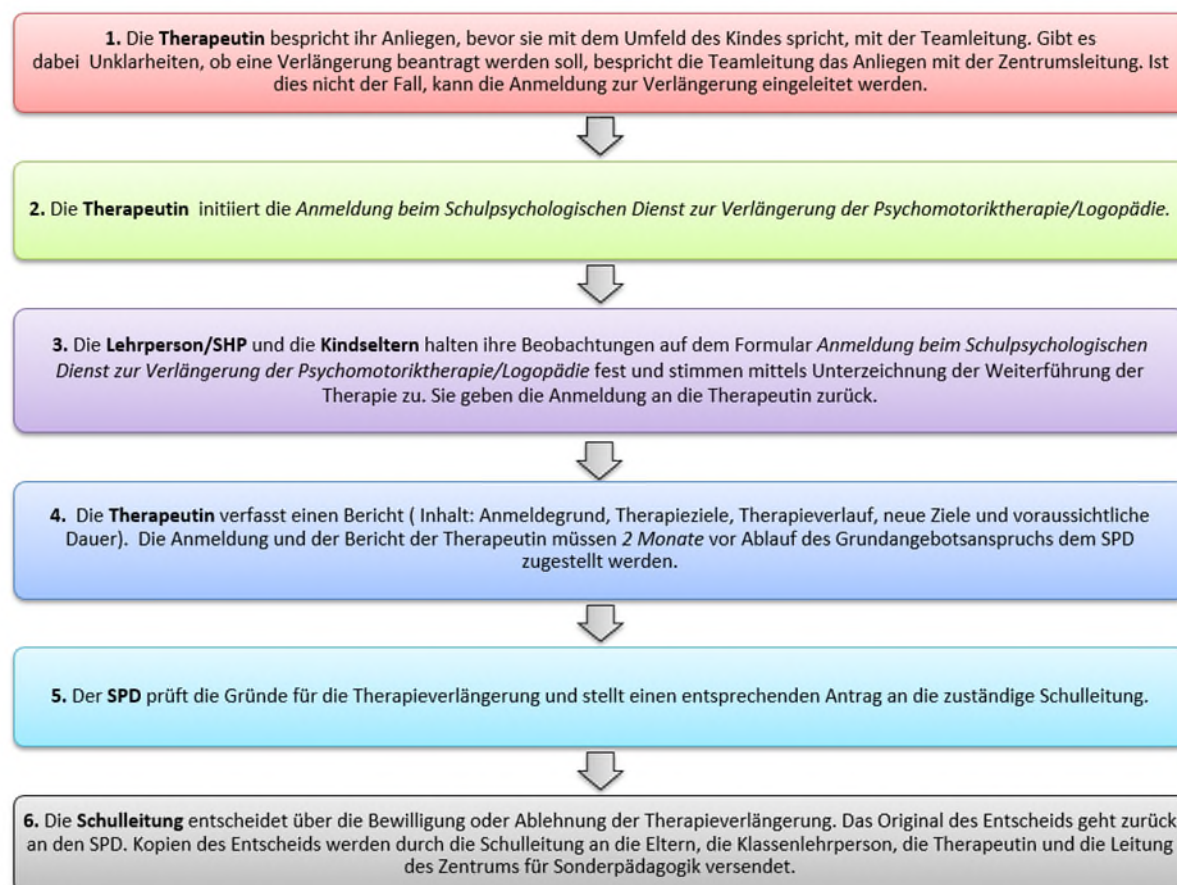 1. Die Therapeutin bespricht ihr Anliegen, bevor sie mit dem Umfeld des Kindes spricht, mit der Teamleitung. Gibt es
dabei Unklarheiten, ob eine Verlängerung beantragt werden soll, bespricht die Teamleitung das Anliegen mit der Zentrumsleitung. Ist
dies nicht der Fall, kann die Anmeldung zur Verlängerung eingeleitet werden.
2. Die Therapeutin initiiert die Anmeldung beim Schulpsychologischen Dienst zur Verlängerung der Psychomotoriktherapie/Logopädie.
3. Die Lehrperson/SHP und die Kindseltern halten ihre Beobachtungen auf dem Formular Anmeldung beim Schulpsychologischen
Dienst zur Verlängerung der Psychomotoriktherapie/Logopädie fest und stimmen mittels Unterzeichnung der Weiterführung der
Therapie zu. Sie geben die Anmeldung an die Therapeutin zurück.
4. Die Therapeutin verfasst einen Bericht ( Inhalt: Anmeldegrund, Therapieziele, Therapieverlauf, neue Ziele und voraussichtliche
Dauer). Die Anmeldung und der Bericht der Therapeutin müssen 2 Monate vor Ablauf des Grundangebotsanspruchs dem SPD
zugestellt werden.
5. Der SPD prüft die Gründe für die Therapieverlängerung und stellt einen entsprechenden Antrag an die zuständige Schulleitung.
6. Die Schulleitung entscheidet über die Bewilligung oder Ablehnung der Therapieverlängerung. Das Original des Entscheids geht zurück
an den SPD. Kopien des Entscheids werden durch die Schulleitung an die Eltern, die Klassenlehrperson, die Therapeutin und die Leitung
des Zentrums für Sonderpädagogik versendet.